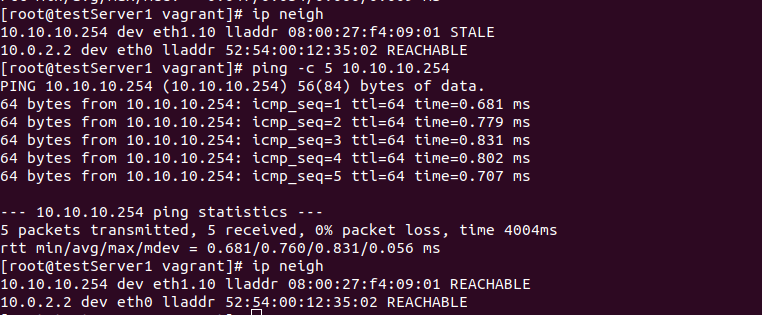 [root@testServer1 vagrant]# ip neigh
10.10.10.254 dev eth1.10 lladdr 08:00:27:f4:09:01 STALE
10.0.2.2 dev eth0 lladdr 52:54:00:12:35:02 REACHABLE
[root@testServer1 vagrant]# ping -c 5 10.10.10.254
PING 10.10.10.254 (10.10.10.254) 56(84) bytes of data.
64 bytes from 10.10.10.254: icmp_seq=1 ttl=64 time=0.681 ms
64 bytes from 10.10.10.254: icmp_seq=2 ttl=64 time=0.779 ms
64 bytes from 10.10.10.254: icmp_seq=3 ttl=64 time=0.831 ms
64 bytes from 10.10.10.254: icmp_seq=4 ttl=64 time=0.802 ms
64 bytes from 10.10.10.254: icmp_seq=5 ttl=64 time=0.707 ms
--- 10.10.10.254 ping statistics ---
5 packets transmitted, 5 received, 0% packet loss, time 4004ms
rtt min/avg/max/mdev = 0.681/0.760/0.831/0.056 ms
[root@testServer1 vagrant]# ip neigh
10.10.10.254 dev eth1.10 lladdr 08:00:27:f4:09:01 REACHABLE
10.0.2.2 dev eth0 lladdr 52:54:00:12:35:02 REACHABLE